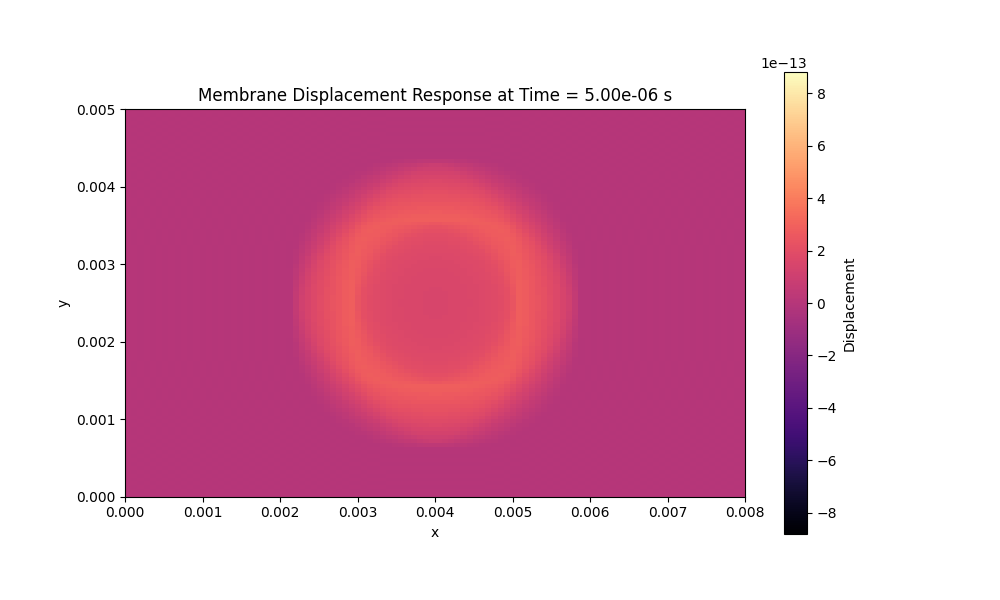 1e−13
Membrane Displacement Response at Time = 5.00e-06 s
0.005
0.004
0.003
0.002
0.001
0.000
y
0.000 0.001 0.002 0.003 0.004 0.005 0.006 0.007 0.008
x
8
6
4
2
0
−2
−4
−6
−8
Displacement